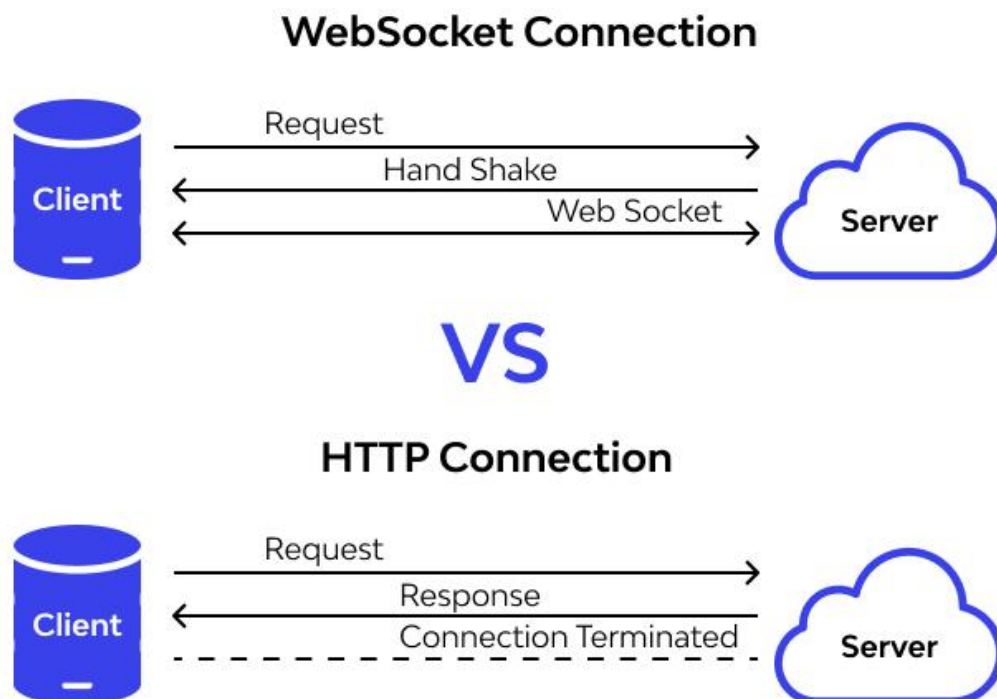 WebSocket Connection
Request
Hand Shake
Web Socket
Client
Server
VS
HTTP Connection
Request
Response
Connection Terminated
Client
Server